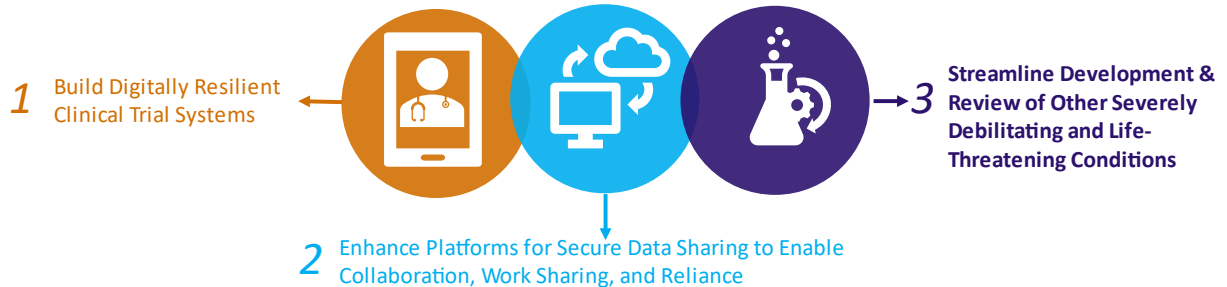 1
Build Digitally Resilient
Clinical Trial Systems
2
Enhance Platforms for Secure Data Sharing to Enable
Collaboration, Work Sharing, and Reliance
3
Streamline Development &
Review of Other Severely
Debilitating and Life-
Threatening Conditions